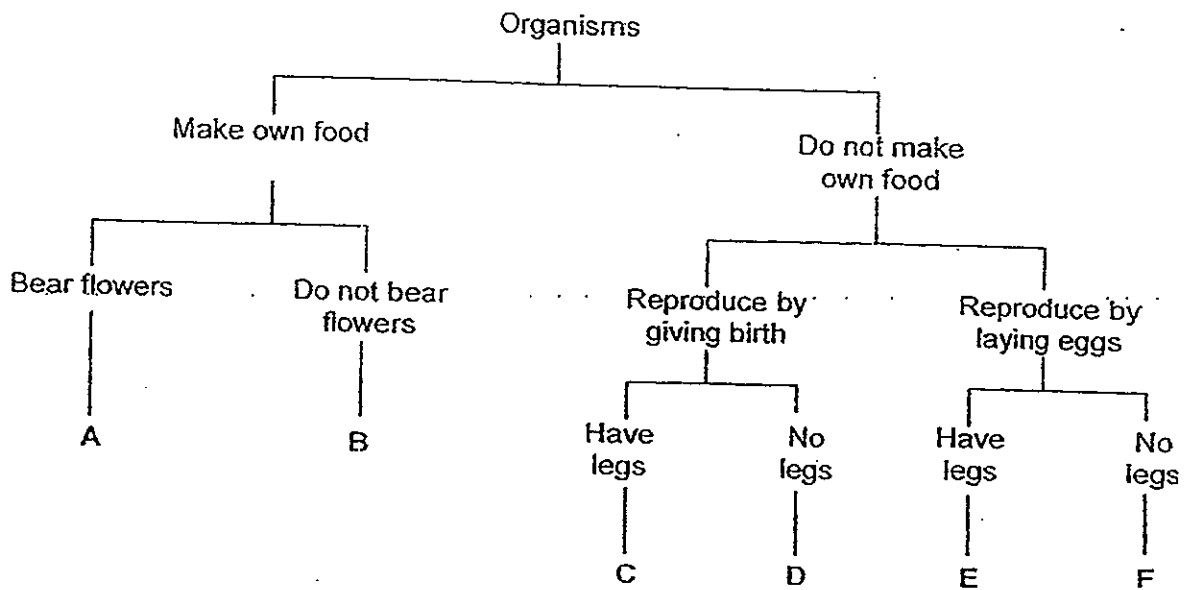 Organisms
Make own food
Do not make
own food
Bear flowers
Do not bear
flowers
Reproduce by
giving birth
Reproduce by
laying eggs
A
B
Have
legs
No
legs
Have
legs
No
legs
C
D
E
F